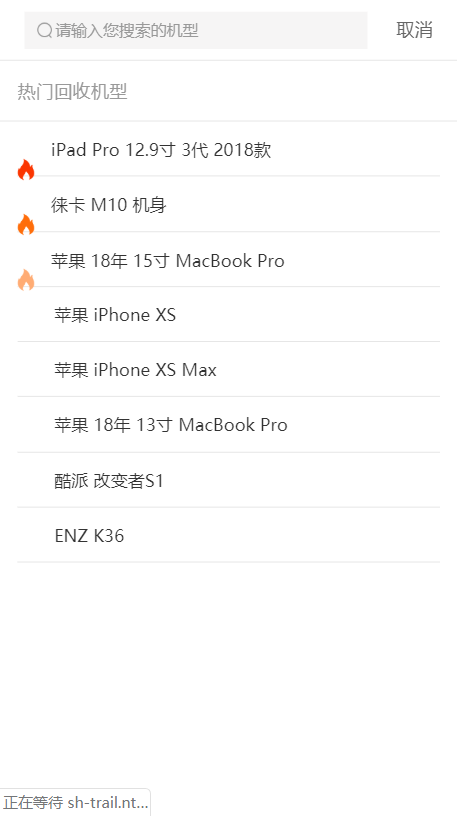 请输入您搜索的机型 取消
热门回收机型
iPad Pro 12.9寸 3代 2018款
徕卡 M10 机身
苹果 18年 15寸 MacBook Pro
苹果 iPhone XS
苹果 iPhone XS Max
苹果 18年 13寸 MacBook Pro
酷派 改变者S1
ENZ K36
正在等待 sh-trail.nt...